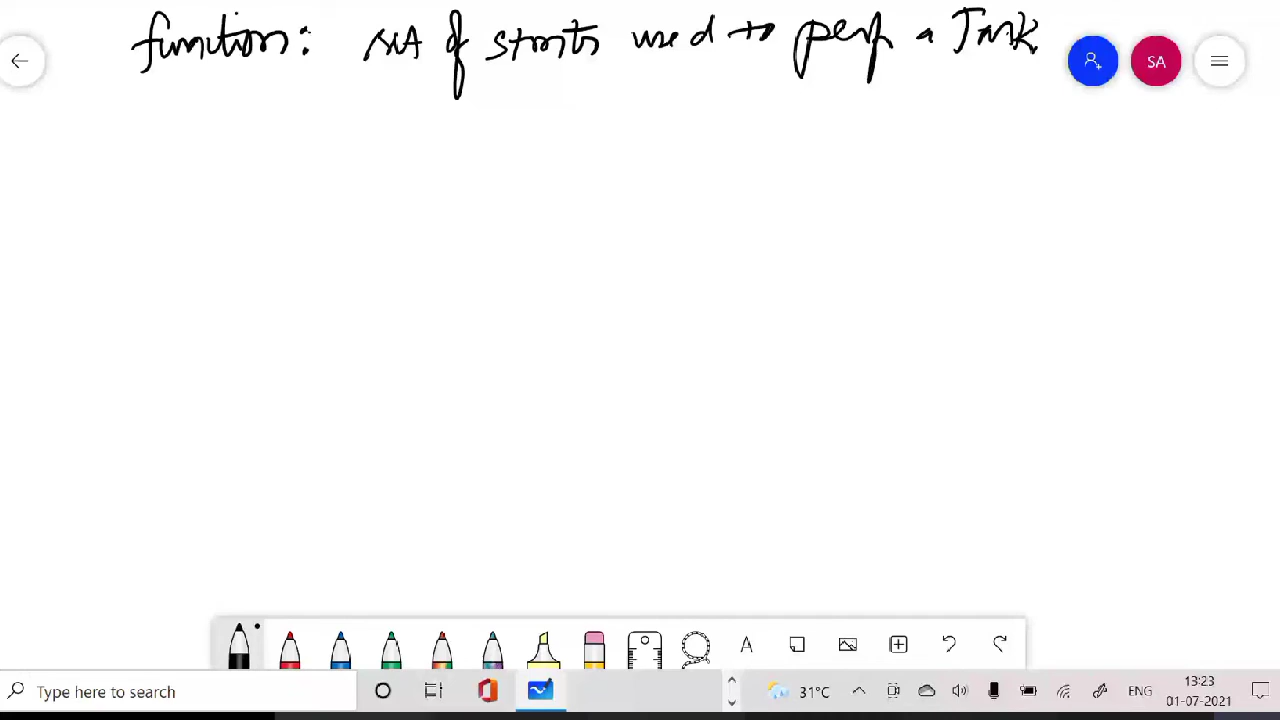 function: set of stmts used to perf a Task
SA
A
Type here to search
31°C
ENG
13:23
01-07-2021